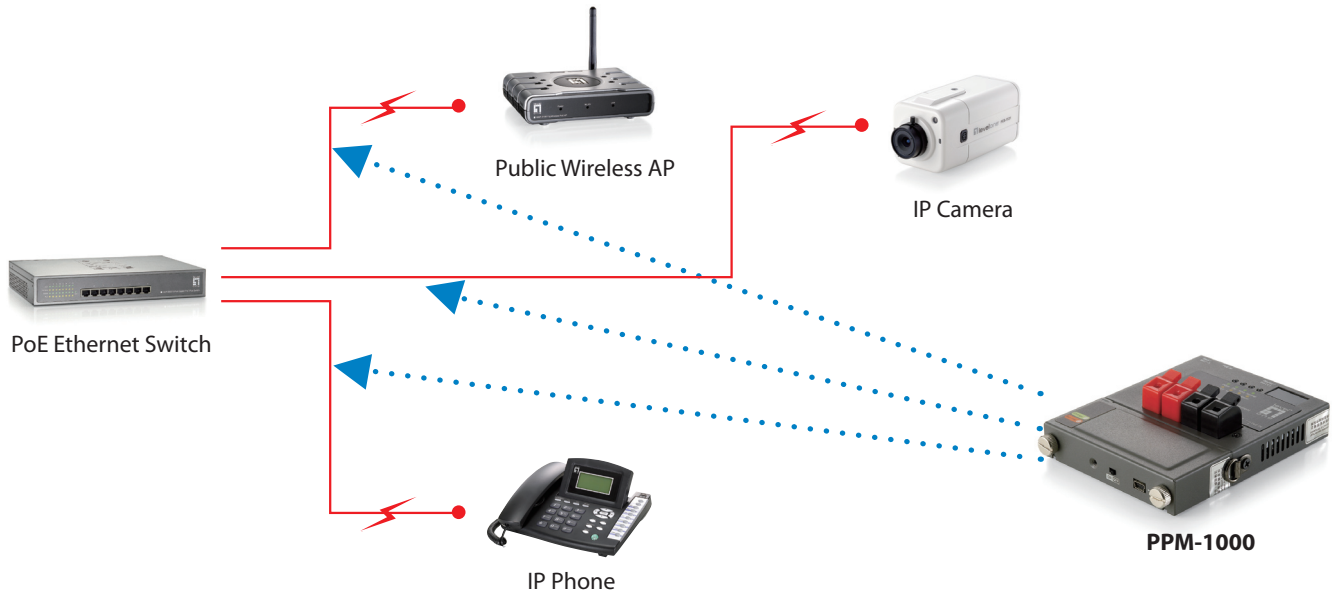 Public Wireless AP
IP Camera
PoE Ethernet Switch
PPM-1000
IP Phone